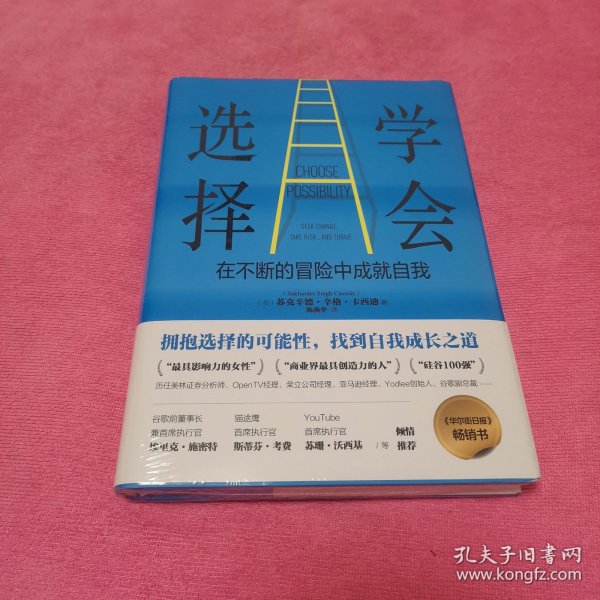 学会
选择
CHOOSE
POSSIBILITY
SEEK CHANGE,
TAKE RISK, AND THRIVE
在不断的冒险中成就自我
(Sukhinder Singh Cassidy)
[美] 苏克辛德·辛格·卡西迪 著
陈召强 译
拥抱选择的可能性，找到自我成长之道
“最具影响力的女性” “商业界最具创造力的人” “硅谷100强”
历任美林证券分析师、OpenTV经理、荣立公司经理、亚马逊经理、Yodlee创始人、谷歌副总裁……
谷歌前董事长
兼首席执行官
埃里克·施密特
猫途鹰
首席执行官
斯蒂芬·考费
YouTube
首席执行官
苏珊·沃西基
/等
倾情
推荐
《华尔街日报》
畅销书
孔夫子旧书网
www.kongfz.com